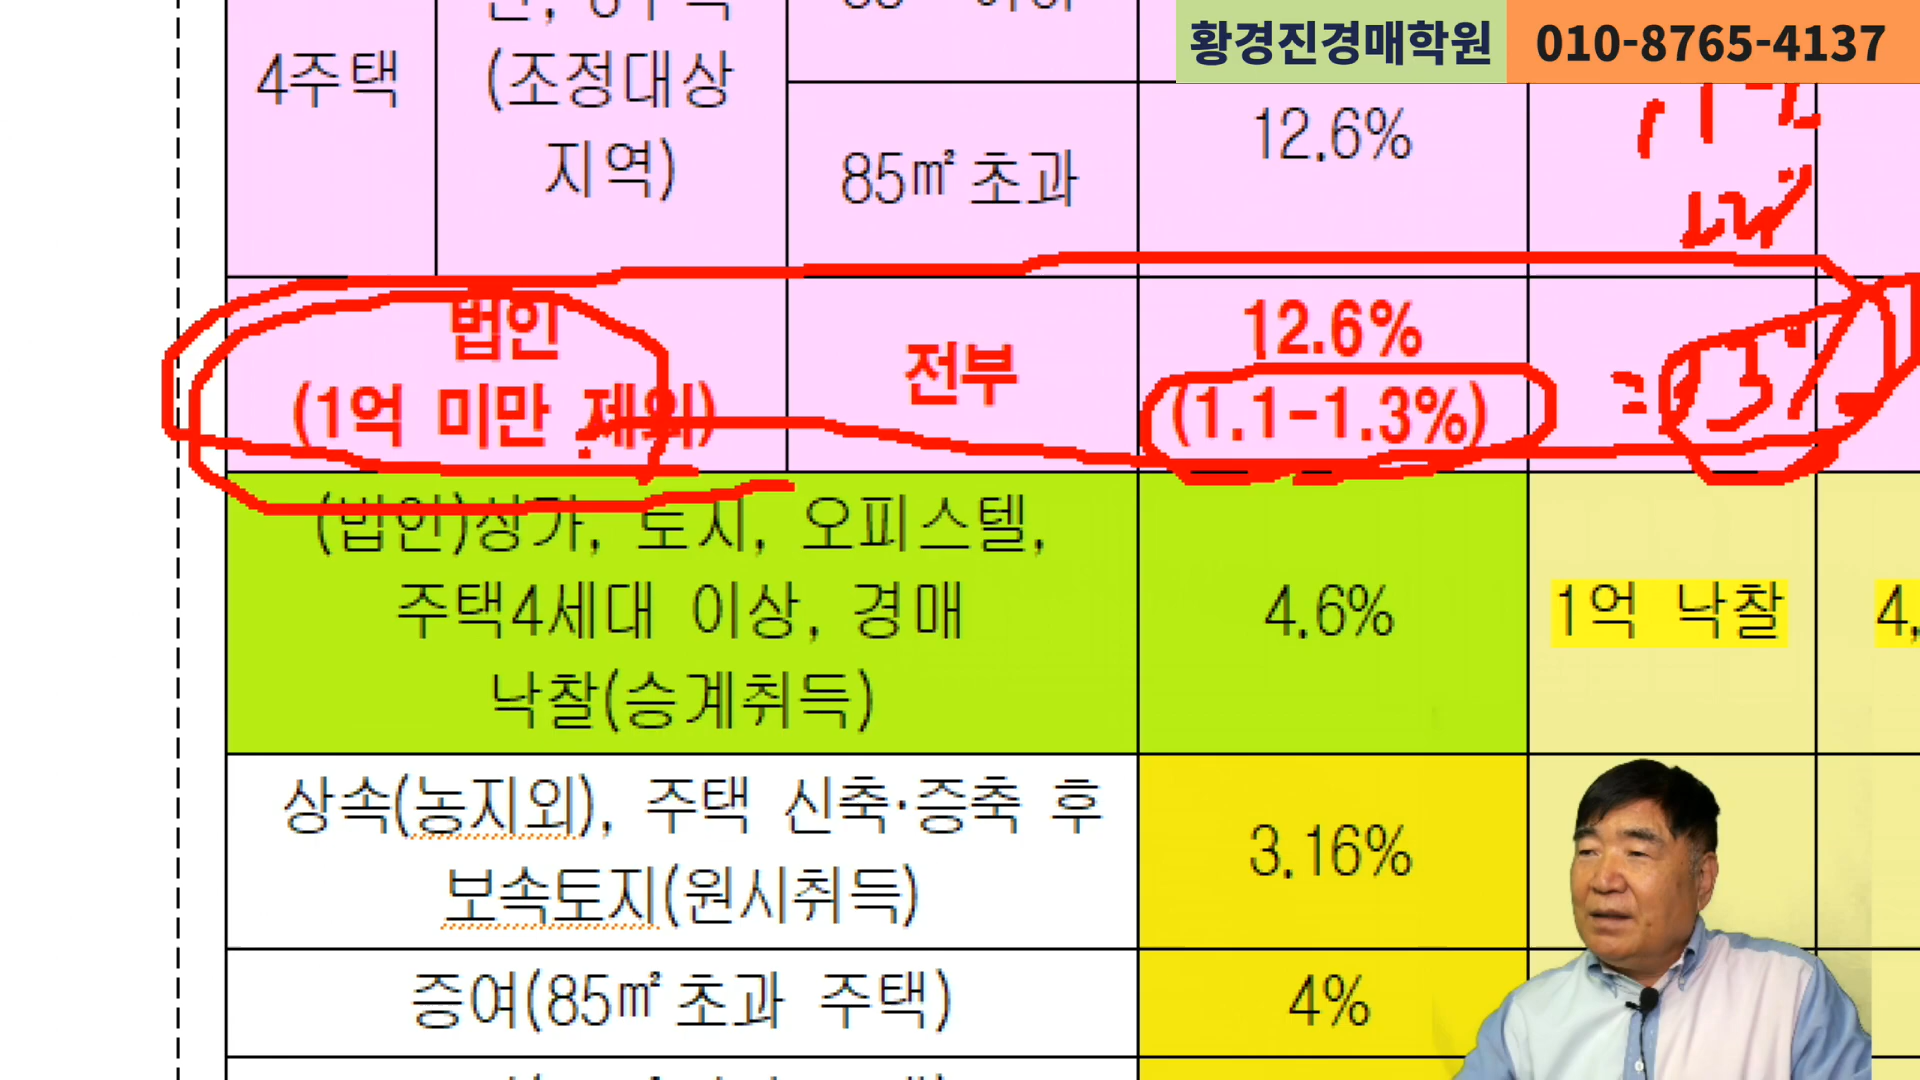 황경진경매학원 010-8765-4137
4주택
(조정대상
지역)
12.6%
85㎡ 초과
법인
(1억 미만 제외)
전부
12.6%
(1.1-1.3%)
(법인)상가, 토지, 오피스텔,
주택4세대 이상, 경매
낙찰(승계취득)
4.6%
1억 낙찰
4,
상속(농지외), 주택 신축·증축 후
보속토지(원시취득)
3.16%
증여(85㎡ 초과 주택)
4%